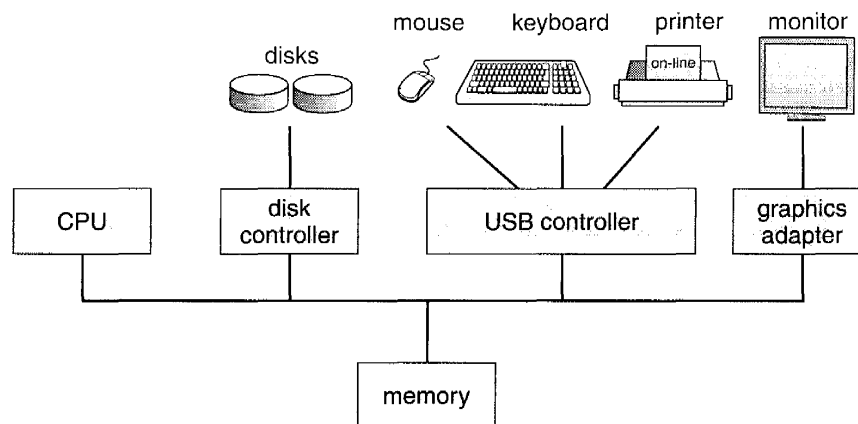 mouse
keyboard
printer
monitor
disks
on-line
CPU
disk
controller
USB controller
graphics
adapter
memory